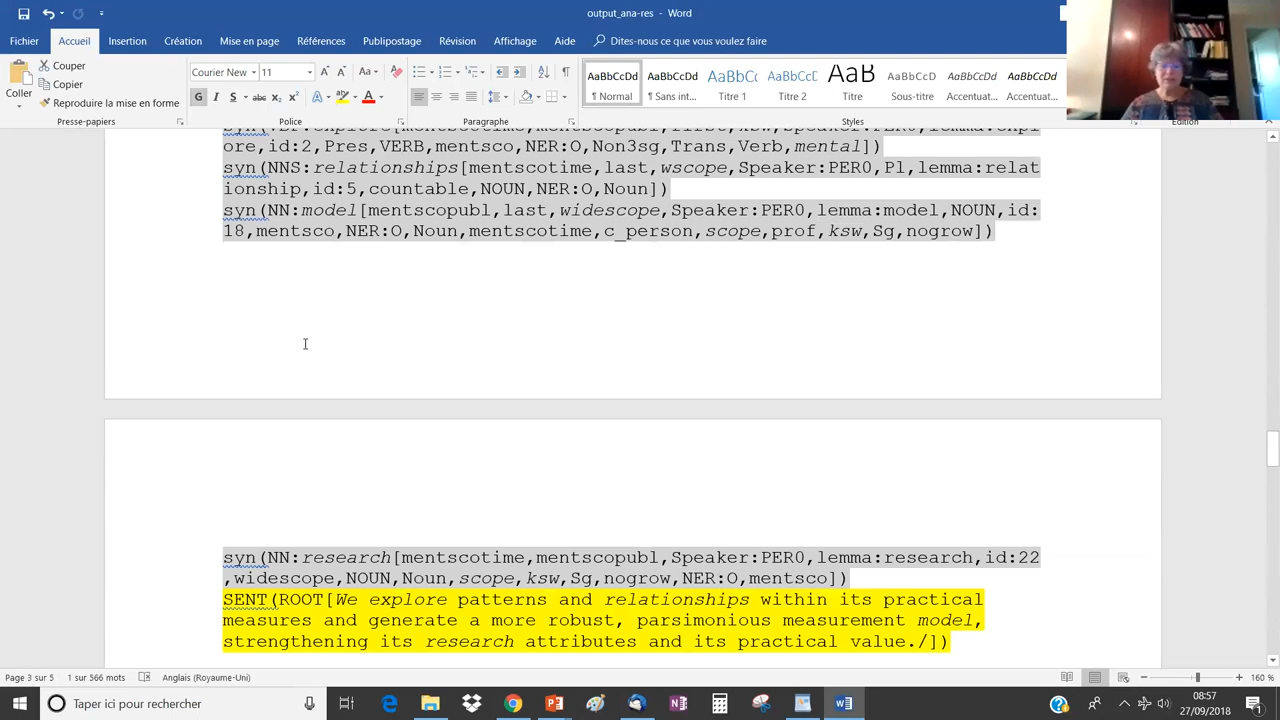 output_ana-res - Word
Fichier Accueil Insertion Création Mise en page Références Publipostage Révision Affichage Aide Dites-nous ce que vous voulez faire
Coller
Couper
Copier
Reproduire la mise en forme
Presse-papiers
Courier New 11
G I S abc x₂ x²
Police
Paragraphe
AaBbCcDd AaBbCcDd AaBbCc AaBbCcD AaB AaBbCcD AaBbCcDd AaBbCcDd
¶ Normal ¶ Sans int... Titre 1 Titre 2 Titre Sous-titre Accentuat... Accentuat...
Styles
Édition
ore,id:2,Pres,VERB,mentsco,NER:O,Non3sg,Trans,Verb,mental])
syn(NNS:relationships[mentscotime,last,wscope,Speaker:PER0,Pl,lemma:relat
ionship,id:5,countable,NOUN,NER:O,Noun])
syn(NN:model[mentscopubl,last,widescope,Speaker:PER0,lemma:model,NOUN,id:
18,mentsco,NER:O,Noun,mentscotime,c_person,scope,prof,ksw,Sg,nogrow])
syn(NN:research[mentscotime,mentscopubl,Speaker:PER0,lemma:research,id:22
,widescope,NOUN,Noun,scope,ksw,Sg,nogrow,NER:O,mentsco])
SENT(ROOT[We explore patterns and relationships within its practical
measures and generate a more robust, parsimonious measurement model,
strengthening its research attributes and its practical value./])
Page 3 sur 5 1 sur 566 mots Anglais (Royaume-Uni) 160 %
Taper ici pour rechercher
08:57
27/09/2018